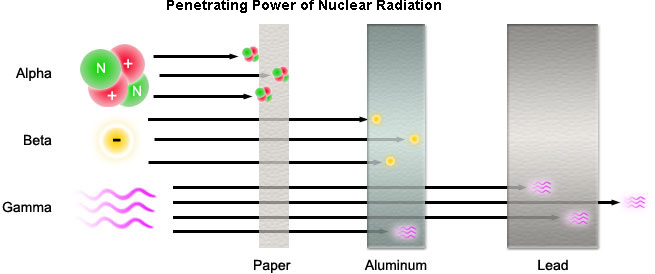 Penetrating Power of Nuclear Radiation
Alpha
N
+
+
N
Beta
-
Gamma
Paper
Aluminum
Lead